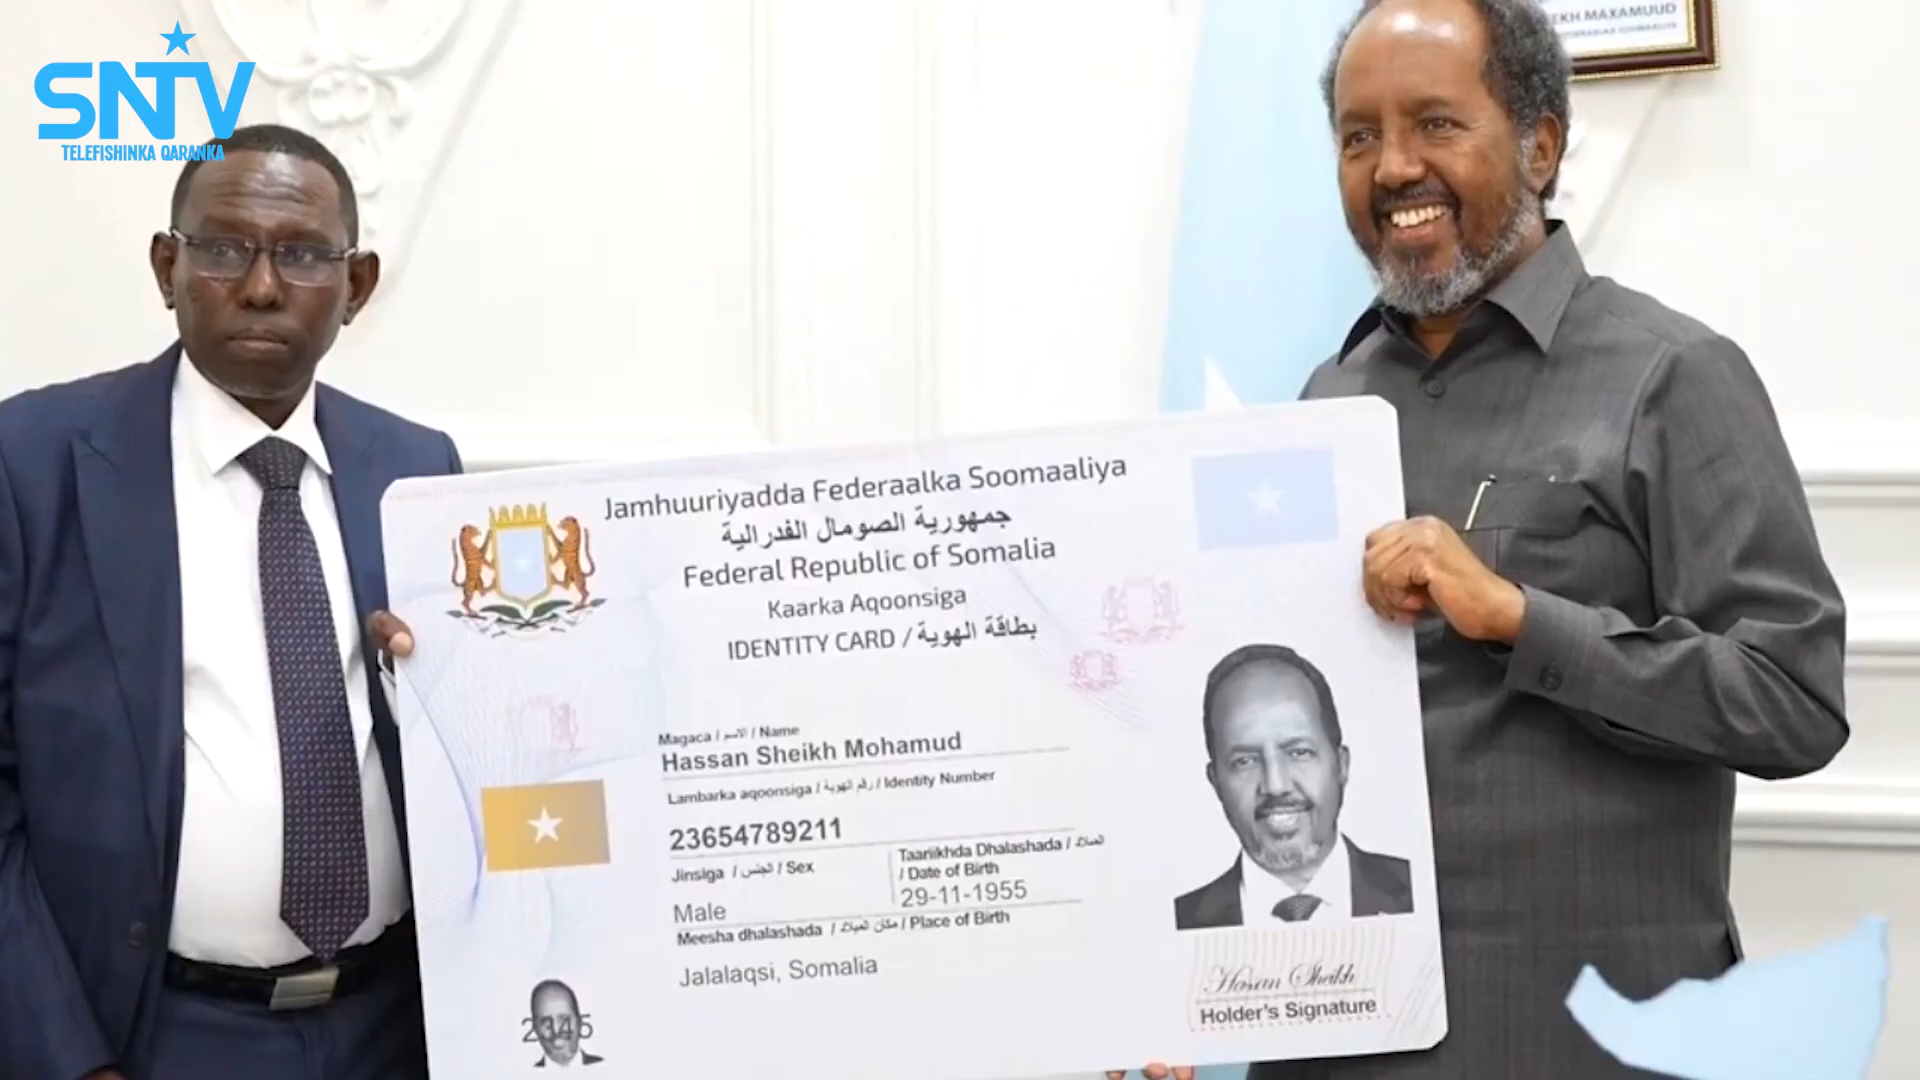 SNTV
TELEFISHINKA QARANKA
EKH MAXAMUUD
Jamhuuriyadda Federaalka Soomaaliya
جمهورية الصومال الفدرالية
Federal Republic of Somalia
Kaarka Aqoonsiga
IDENTITY CARD / بطاقة الهوية
Magaca / الاسم / Name
Hassan Sheikh Mohamud
Lambarka aqoonsiga / رقم الهوية / Identity Number
23654789211
Jinsiga / الجنس / Sex
Male
Taariikhda Dhalashada / الميلاد
/ Date of Birth
29-11-1955
Meesha dhalashada / مكان الميلاد / Place of Birth
Jalalaqsi, Somalia
2345
Hasan Sheikh
Holder's Signature